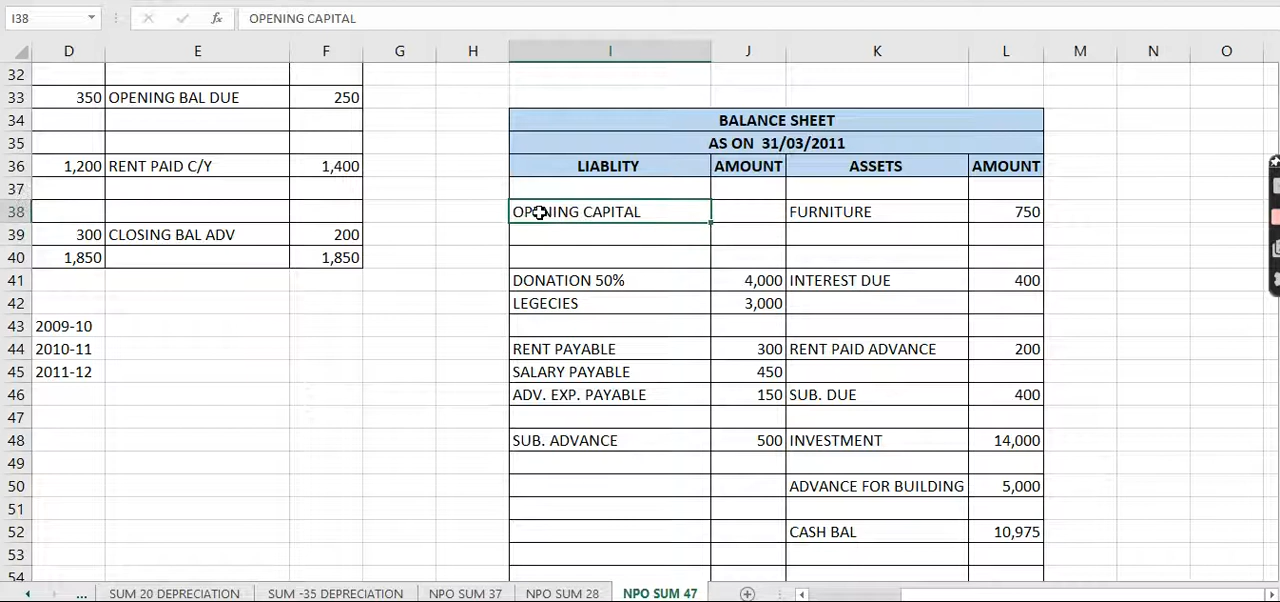 I38 fx OPENING CAPITAL
D E F G H I J K L M N O
32
33 350 OPENING BAL DUE 250
34 BALANCE SHEET
35 AS ON 31/03/2011
36 1,200 RENT PAID C/Y 1,400 LIABLITY AMOUNT ASSETS AMOUNT
37
38 OPENING CAPITAL FURNITURE 750
39 300 CLOSING BAL ADV 200
40 1,850 1,850
41 DONATION 50% 4,000 INTEREST DUE 400
42 LEGECIES 3,000
43 2009-10
44 2010-11 RENT PAYABLE 300 RENT PAID ADVANCE 200
45 2011-12 SALARY PAYABLE 450
46 ADV. EXP. PAYABLE 150 SUB. DUE 400
47
48 SUB. ADVANCE 500 INVESTMENT 14,000
49
50 ADVANCE FOR BUILDING 5,000
51
52 CASH BAL 10,975
53
54
... SUM 20 DEPRECIATION SUM -35 DEPRECIATION NPO SUM 37 NPO SUM 28 NPO SUM 47